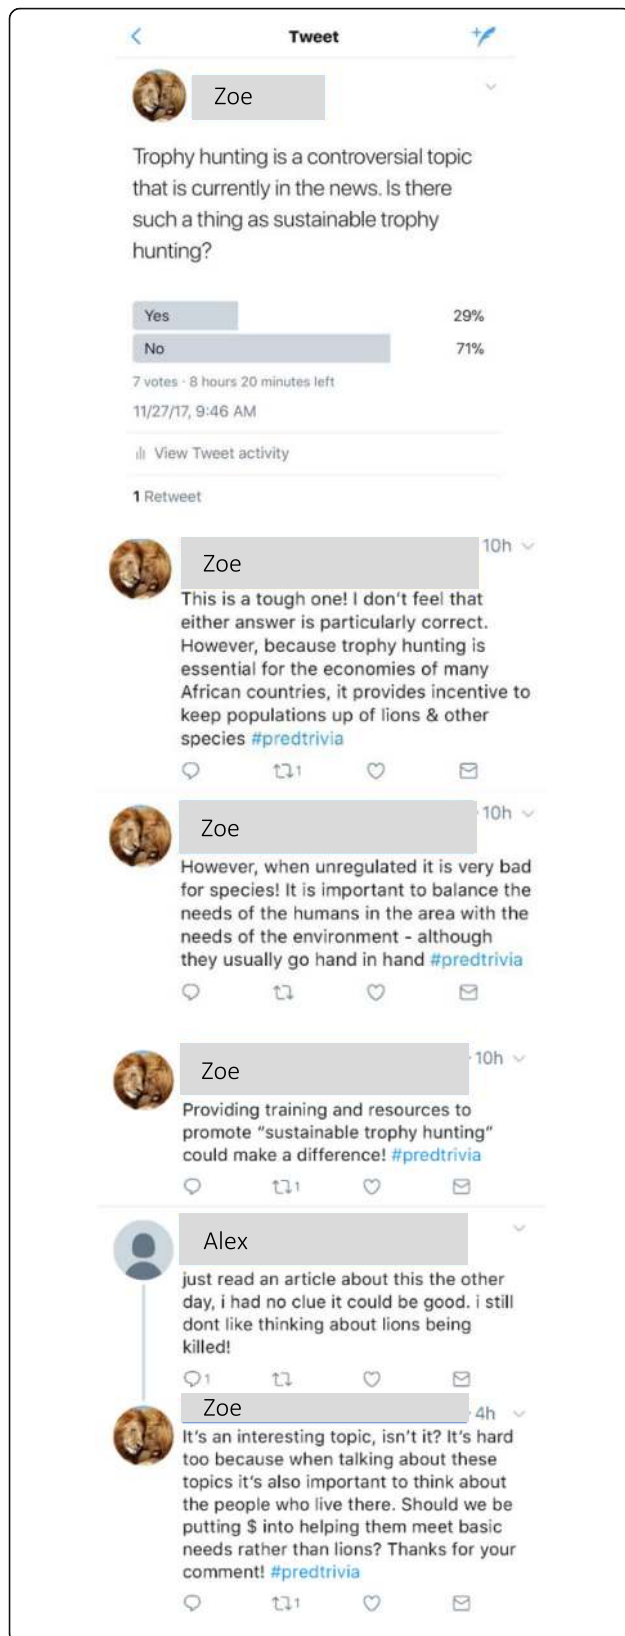 Tweet
Zoe
Trophy hunting is a controversial topic
that is currently in the news. Is there
such a thing as sustainable trophy
hunting?
Yes 29%
No 71%
7 votes · 8 hours 20 minutes left
11/27/17, 9:46 AM
View Tweet activity
1 Retweet
Zoe 10h
This is a tough one! I don't feel that
either answer is particularly correct.
However, because trophy hunting is
essential for the economies of many
African countries, it provides incentive to
keep populations up of lions & other
species #predtrivia
1
Zoe · 10h
However, when unregulated it is very bad
for species! It is important to balance the
needs of the humans in the area with the
needs of the environment - although
they usually go hand in hand #predtrivia
Zoe · 10h
Providing training and resources to
promote "sustainable trophy hunting"
could make a difference! #predtrivia
1
Alex
just read an article about this the other
day, i had no clue it could be good. i still
dont like thinking about lions being
killed!
1
Zoe · 4h
It's an interesting topic, isn't it? It's hard
too because when talking about these
topics it's also important to think about
the people who live there. Should we be
putting $ into helping them meet basic
needs rather than lions? Thanks for your
comment! #predtrivia
1